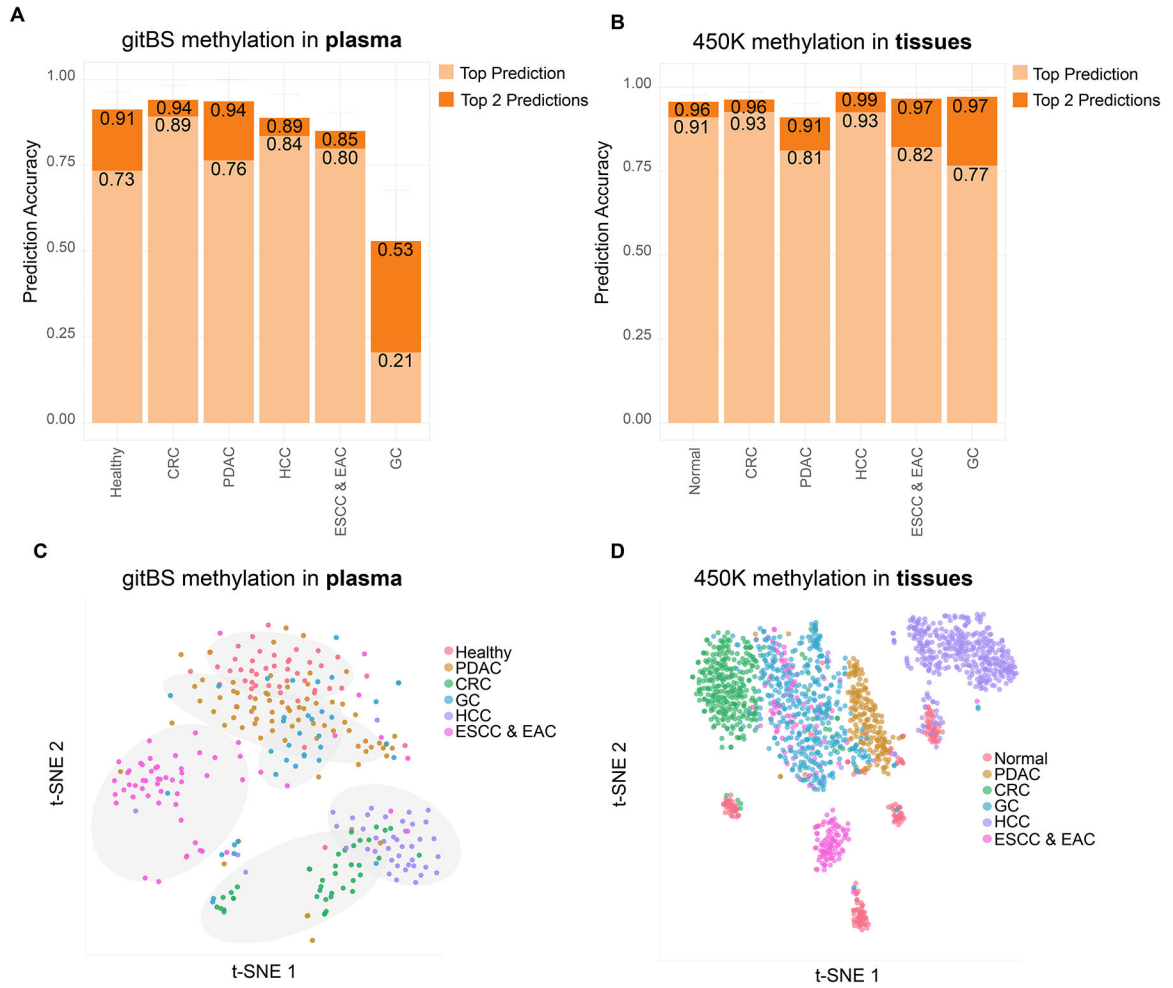 A
gitBS methylation in plasma
Top Prediction
Top 2 Predictions
Prediction Accuracy
1.00
0.75
0.50
0.25
0.00
0.91
0.73
0.94
0.89
0.94
0.76
0.89
0.84
0.85
0.80
0.53
0.21
Healthy
CRC
PDAC
HCC
ESCC & EAC
GC
B
450K methylation in tissues
Top Prediction
Top 2 Predictions
Prediction Accuracy
1.00
0.75
0.50
0.25
0.00
0.96
0.91
0.96
0.93
0.91
0.81
0.99
0.93
0.97
0.82
0.97
0.77
Normal
CRC
PDAC
HCC
ESCC & EAC
GC
C
gitBS methylation in plasma
Healthy
PDAC
CRC
GC
HCC
ESCC & EAC
t-SNE 2
t-SNE 1
D
450K methylation in tissues
Normal
PDAC
CRC
GC
HCC
ESCC & EAC
t-SNE 2
t-SNE 1